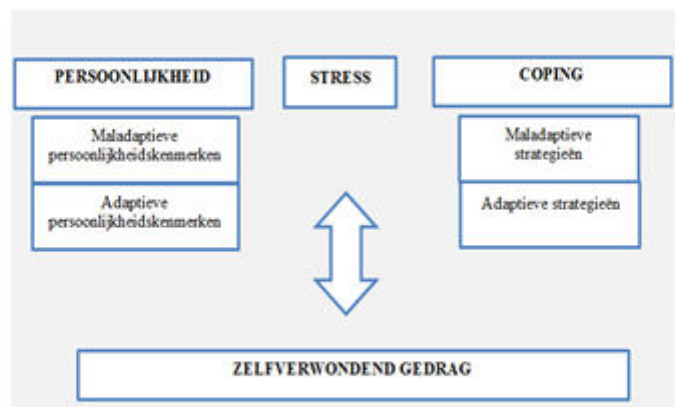 PERSOONLIJKHEID
STRESS
COPING
Maladaptieve
persoonlijkheidskenmerken
Maladaptieve
strategieën
Adaptieve
persoonlijkheidskenmerken
Adaptieve strategieën
ZELFVERWONDEND GEDRAG